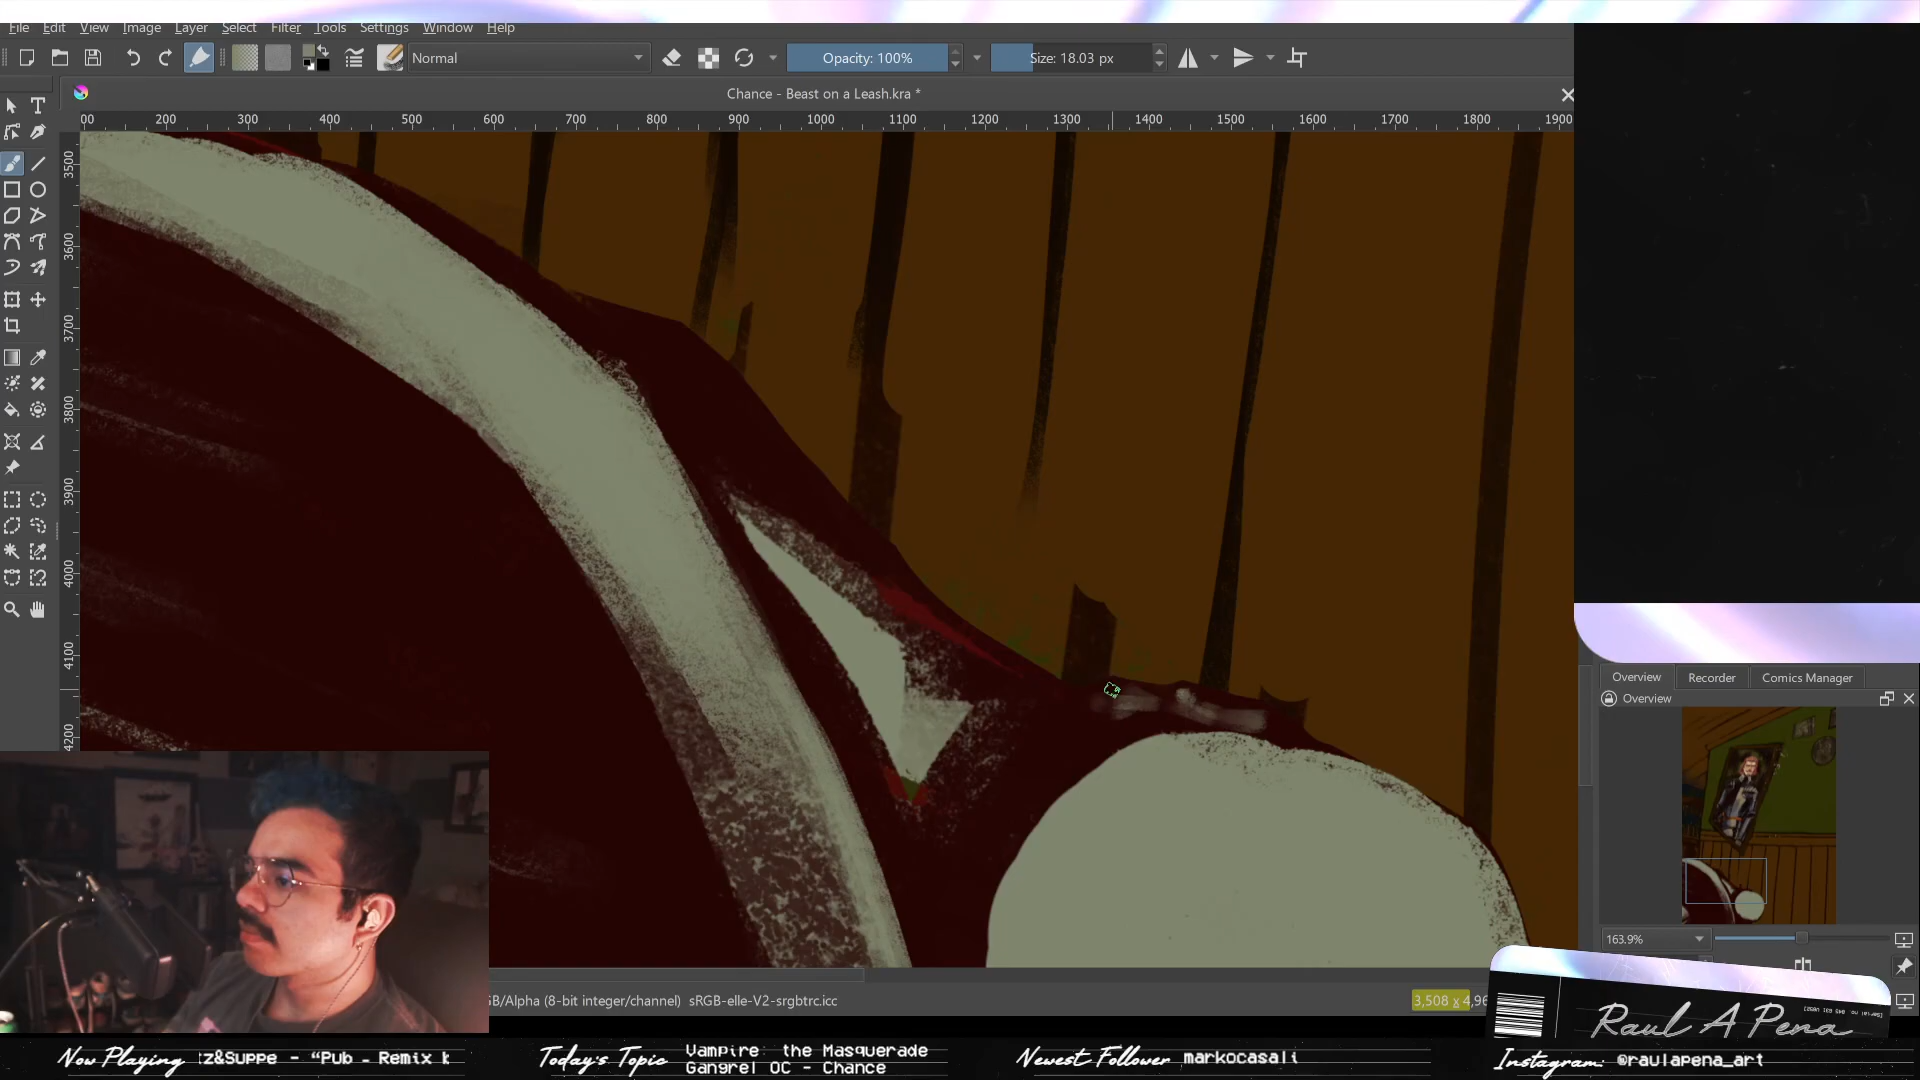 File Edit View Image Layer Select Filter Tools Settings Window Help
Normal
Opacity: 100%
Size: 18.03 px
Chance - Beast on a Leash.kra *
00 200 300 400 500 600 700 800 900 1000 1100 1200 1300 1400 1500 1600 1700 1800 1900
3500
3600
3700
3800
3900
4000
4100
4200
Overview Recorder Comics Manager
Overview
163.9%
GB/Alpha (8-bit integer/channel) sRGB-elle-V2-srgbtrc.icc
3,508 x 4,96
Raul A Pena
Now Playing :z&Suppe - “Pub - Remix k
Today's Topic Vampire: the Masquerade
Gangrel OC - Chance
Newest Follower markocasali
Instagram: @raulapena_art